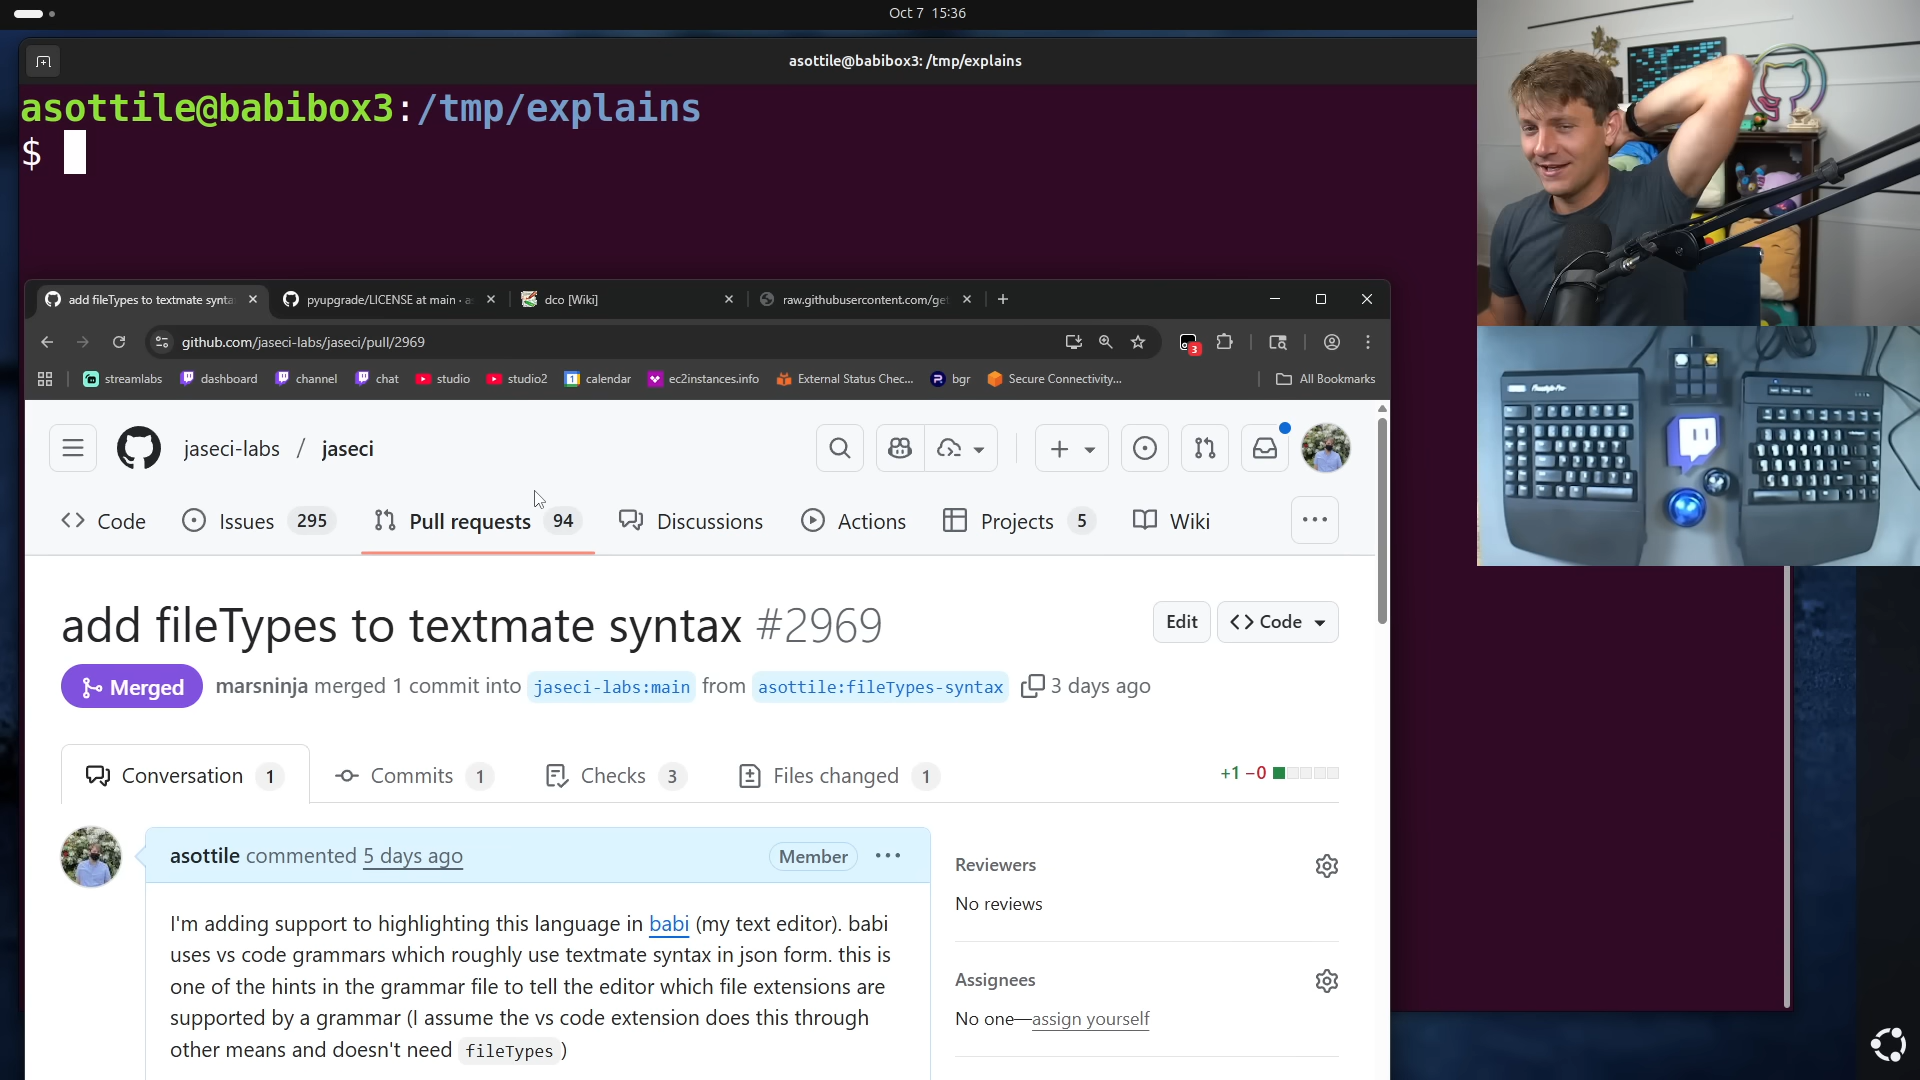 Oct 7 15:36
asottile@babibox3: /tmp/explains
asottile@babibox3:/tmp/explains
$
add fileTypes to textmate synta
pyupgrade/LICENSE at main · a
dco [Wiki]
raw.githubusercontent.com/ge
github.com/jaseci-labs/jaseci/pull/2969
3
streamlabs
dashboard
channel
chat
studio
studio2
calendar
ec2instances.info
External Status Chec...
bgr
Secure Connectivity...
All Bookmarks
jaseci-labs / jaseci
Code
Issues 295
Pull requests 94
Discussions
Actions
Projects 5
Wiki
add fileTypes to textmate syntax #2969
Edit
Code
Merged
marsninja merged 1 commit into jaseci-labs:main from asottile:fileTypes-syntax 3 days ago
Conversation 1
Commits 1
Checks 3
Files changed 1
+1 −0
asottile commented 5 days ago
Member
I'm adding support to highlighting this language in babi (my text editor). babi
uses vs code grammars which roughly use textmate syntax in json form. this is
one of the hints in the grammar file to tell the editor which file extensions are
supported by a grammar (I assume the vs code extension does this through
other means and doesn't need fileTypes )
Reviewers
No reviews
Assignees
No one—assign yourself